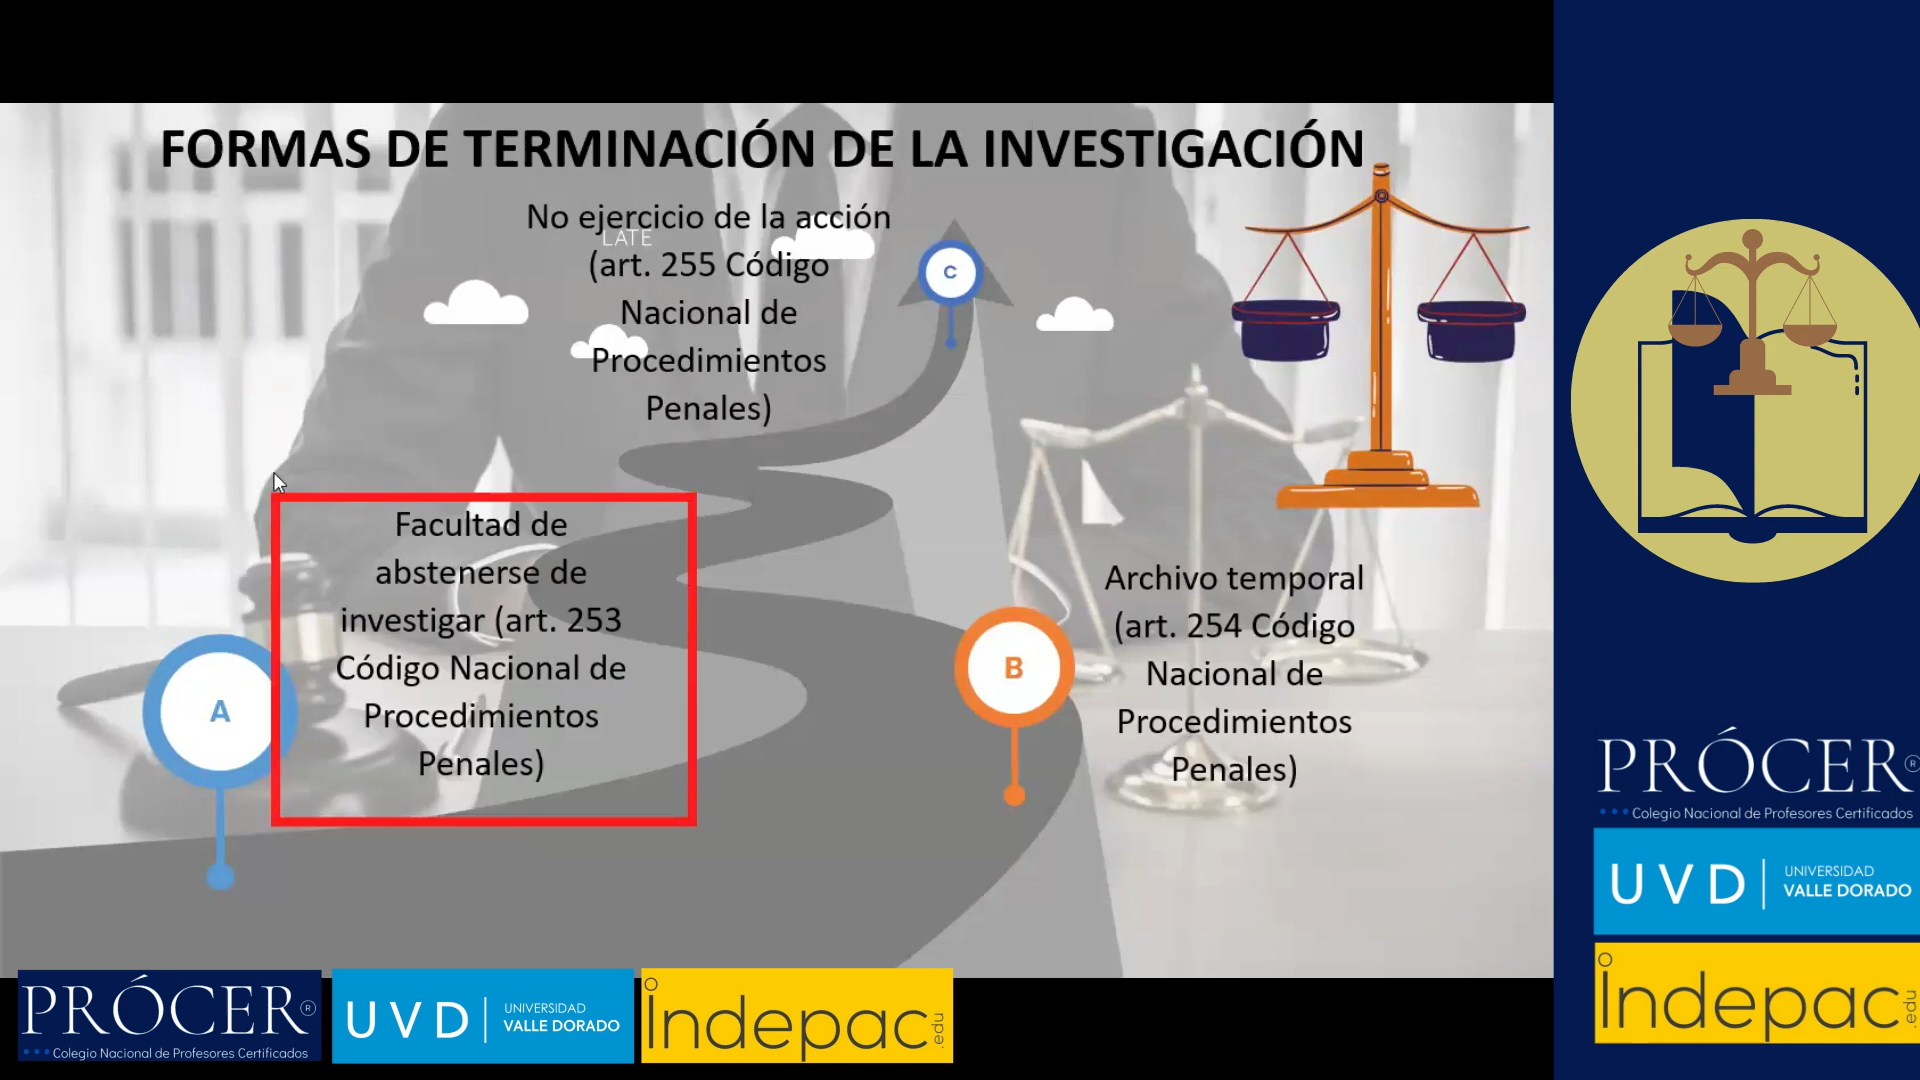 FORMAS DE TERMINACIÓN DE LA INVESTIGACIÓN
No ejercicio de la acción
LATE
(art. 255 Código
Nacional de
Procedimientos
Penales)
C
Facultad de
abstenerse de
investigar (art. 253
Código Nacional de
Procedimientos
Penales)
A
B
Archivo temporal
(art. 254 Código
Nacional de
Procedimientos
Penales)
PRÓCER®
Colegio Nacional de Profesores Certificados
UVD
UNIVERSIDAD
VALLE DORADO
indepac.edu
PRÓCER®
Colegio Nacional de Profesores Certificados
UVD
UNIVERSIDAD
VALLE DORADO
indepac.edu